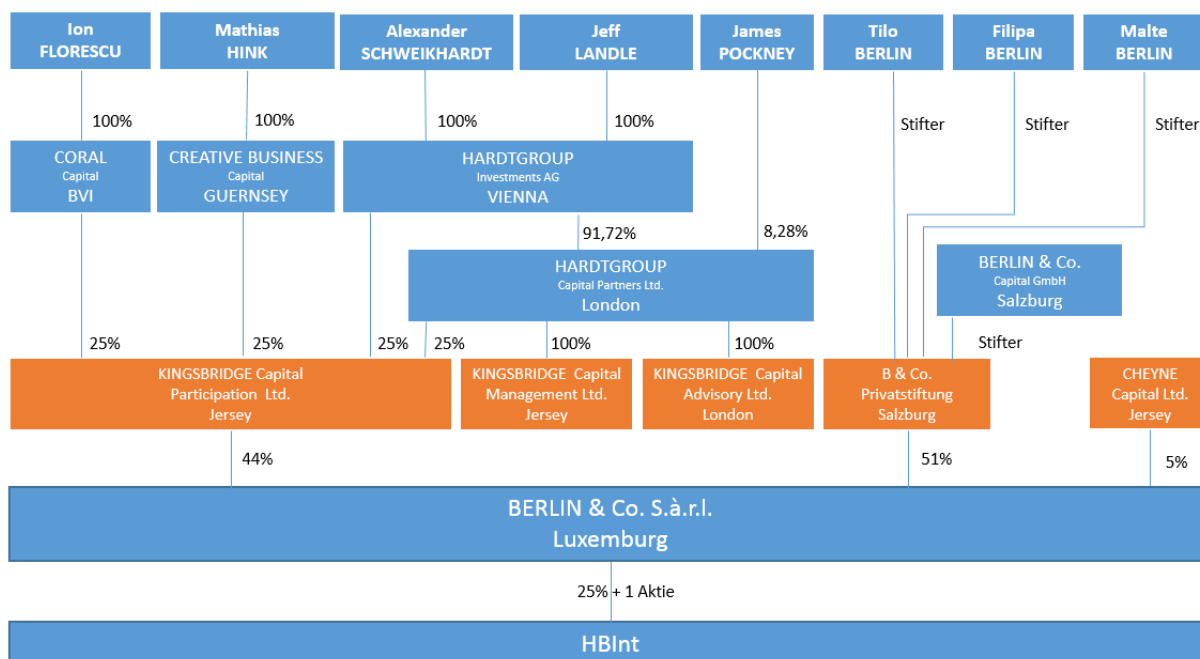 Ion
FLORESCU
Mathias
HINK
Alexander
SCHWEIKHARDT
Jeff
LANDLE
James
POCKNEY
Tilo
BERLIN
Filipa
BERLIN
Malte
BERLIN
100%
100%
100%
100%
Stifter
Stifter
Stifter
CORAL
Capital
BVI
CREATIVE BUSINESS
Capital
GUERNSEY
HARDTGROUP
Investments AG
VIENNA
91,72%
8,28%
HARDTGROUP
Capital Partners Ltd.
London
BERLIN & Co.
Capital GmbH
Salzburg
25%
25%
25%
25%
100%
100%
Stifter
KINGSBRIDGE Capital
Participation Ltd.
Jersey
KINGSBRIDGE Capital
Management Ltd.
Jersey
KINGSBRIDGE Capital
Advisory Ltd.
London
B & Co.
Privatstiftung
Salzburg
CHEYNE
Capital Ltd.
Jersey
44%
51%
5%
BERLIN & Co. S.à.r.l.
Luxemburg
25% + 1 Aktie
HBInt